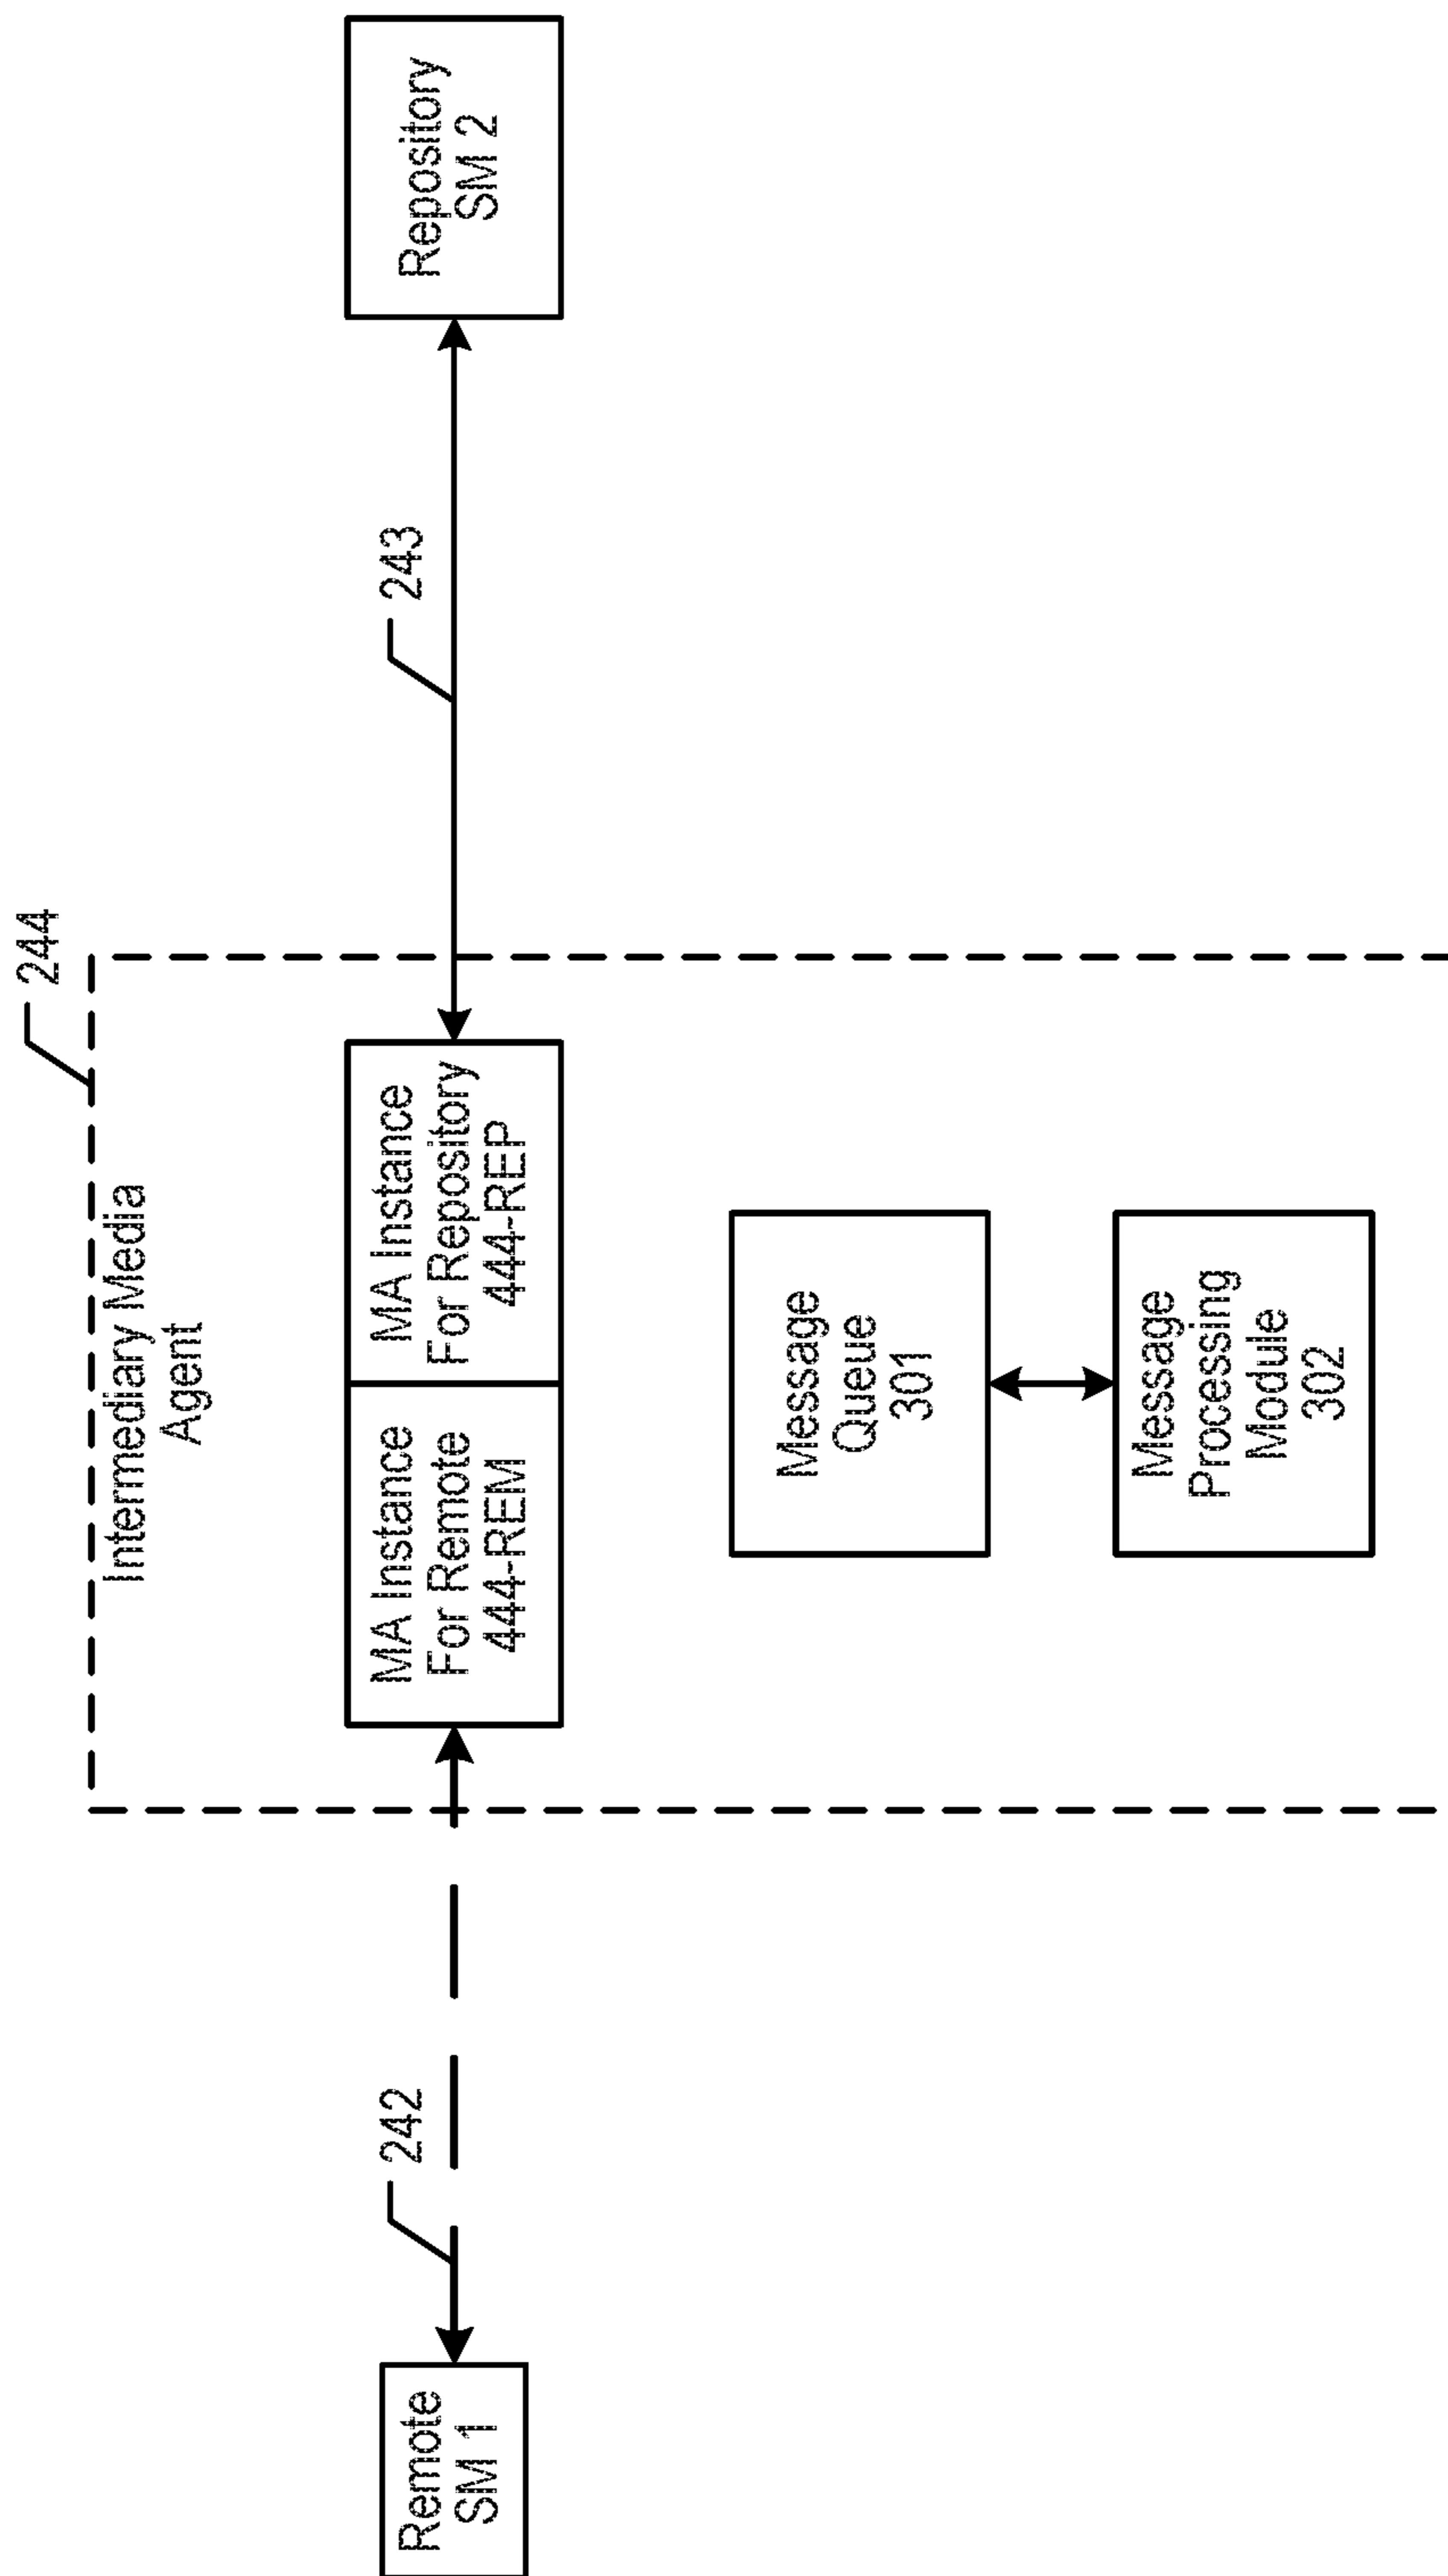 244
Intermediary Media
Agent
242
243
Remote
SM 1
MA Instance
For Remote
444-REM
MA Instance
For Repository
444-REP
Repository
SM 2
Message
Queue
301
Message
Processing
Module
302